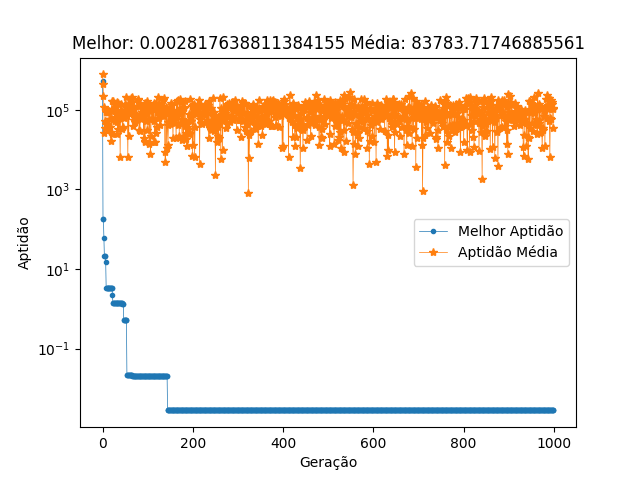 Melhor: 0.002817638811384155 Média: 83783.71746885561
Aptidão
10^5
10^3
10^1
10^-1
Melhor Aptidão
Aptidão Média
0 200 400 600 800 1000
Geração